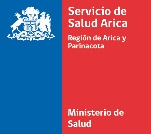 Servicio de
Salud Arica
Región de Arica y
Parinacota
Ministerio de
Salud